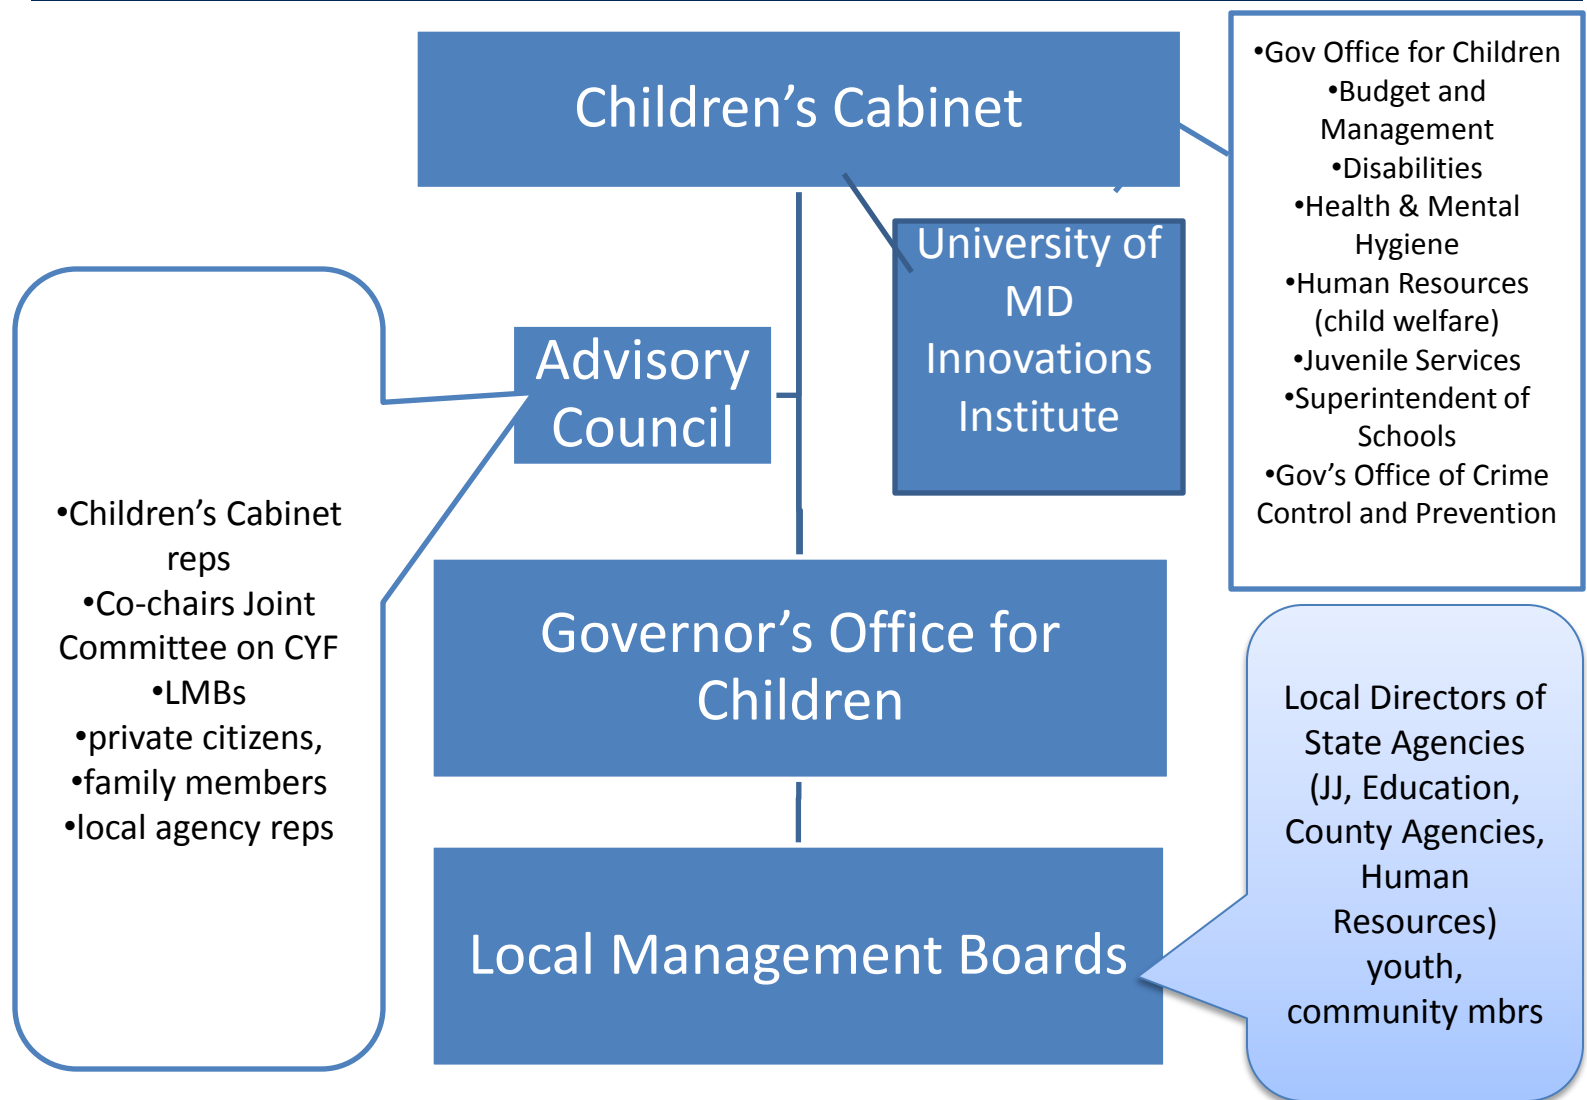 Children’s Cabinet
•Gov Office for Children
•Budget and
Management
•Disabilities
•Health & Mental
Hygiene
•Human Resources
(child welfare)
•Juvenile Services
•Superintendent of
Schools
•Gov’s Office of Crime
Control and Prevention
University of
MD
Innovations
Institute
Advisory
Council
•Children’s Cabinet
reps
•Co-chairs Joint
Committee on CYF
•LMBs
•private citizens,
•family members
•local agency reps
Governor’s Office for
Children
Local Management Boards
Local Directors of
State Agencies
(JJ, Education,
County Agencies,
Human
Resources)
youth,
community mbrs